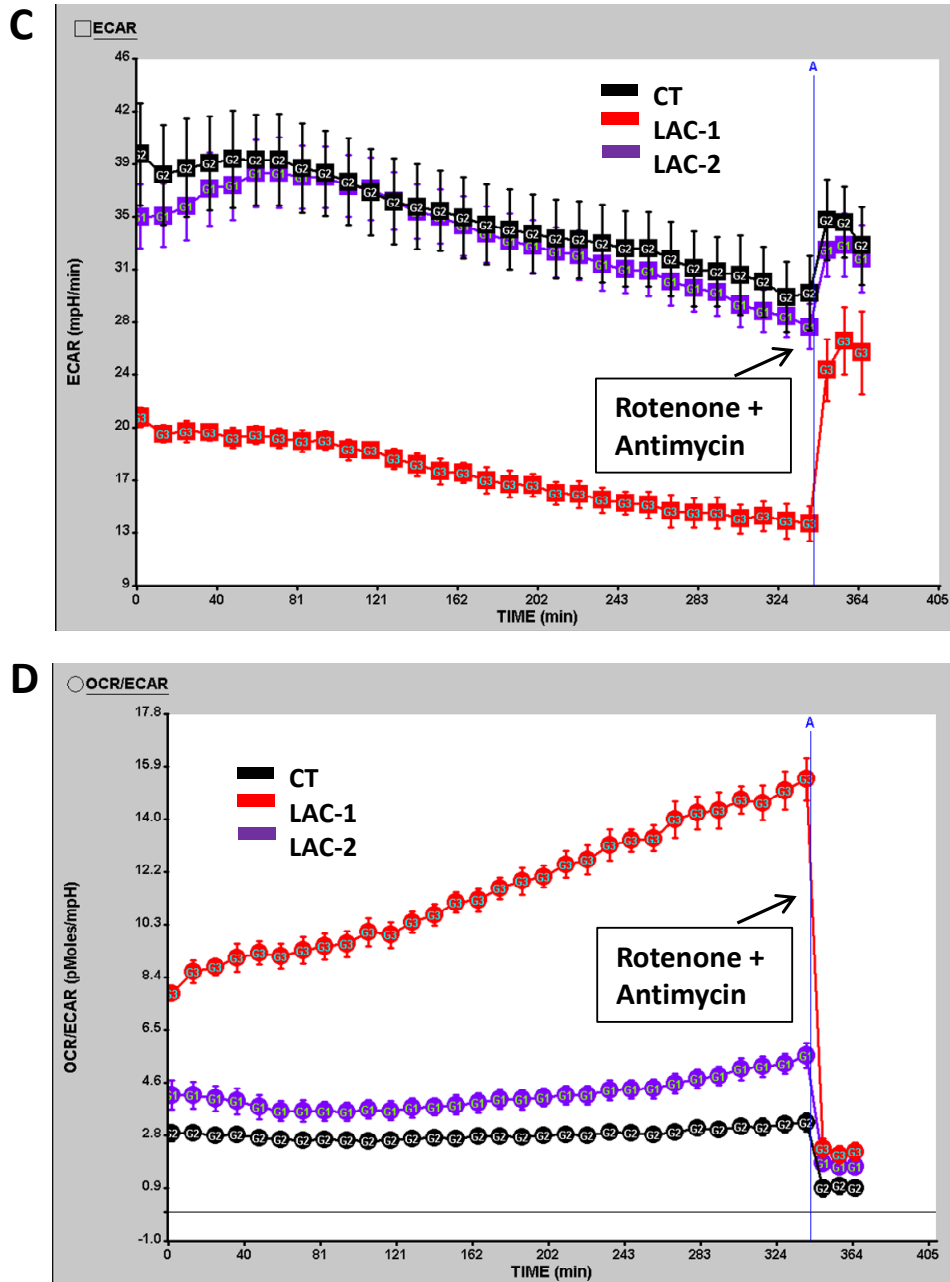 C
ECAR
46
42
39
35
31
28
24
20
17
13
9
ECAR (mpH/min)
A
CT
LAC-1
LAC-2
Rotenone +
Antimycin
0 40 81 121 162 202 243 283 324 364 405
TIME (min)
D
OCR/ECAR
17.8
15.9
14.0
12.2
10.3
8.4
6.5
4.6
2.8
0.9
-1.0
OCR/ECAR (pMoles/mpH)
A
CT
LAC-1
LAC-2
Rotenone +
Antimycin
0 40 81 121 162 202 243 283 324 364 405
TIME (min)